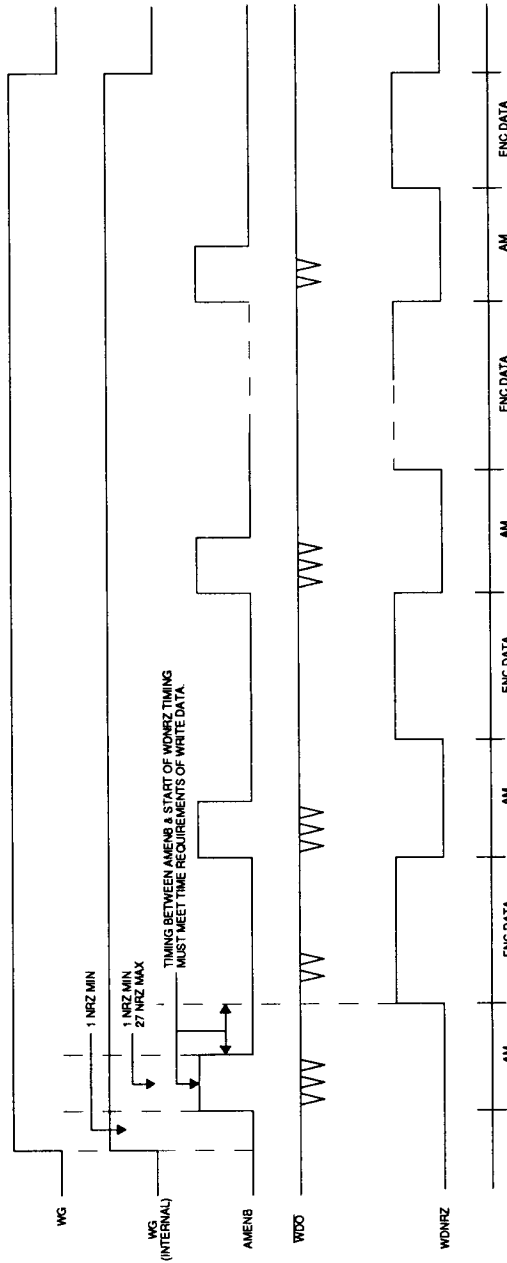 WG
WG
(INTERNAL)
AMENB
WDO
WDNRZ
1 NRZ MIN
1 NRZ MIN
27 NRZ MAX
TIMING BETWEEN AMENB & START OF WDNRZ TIMING
MUST MEET TIME REQUIREMENTS OF WRITE DATA.
AM
ENC DATA
AM
ENC DATA
AM
ENC DATA
AM
ENC DATA